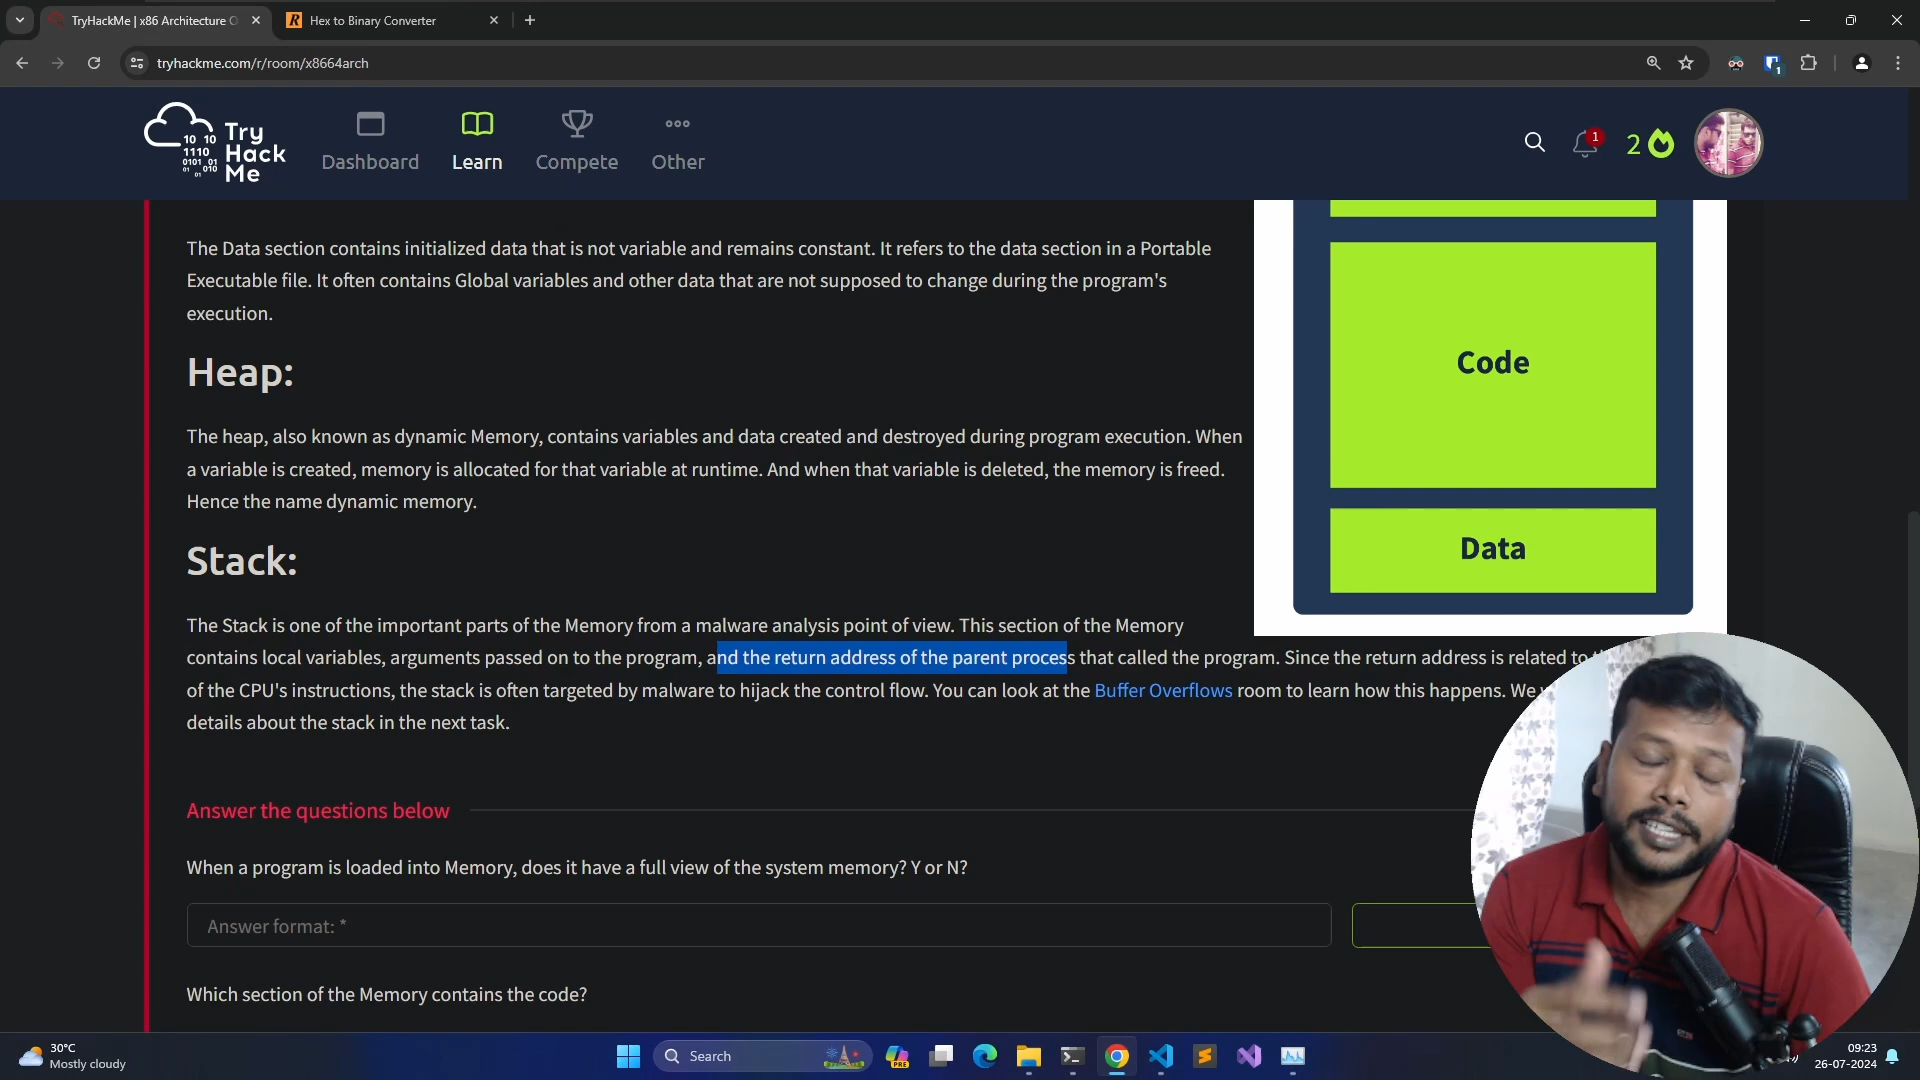 TryHackMe | x86 Architecture O
Hex to Binary Converter
tryhackme.com/r/room/x8664arch
1
10 10
1110
0101 01
01 010
01
Try
Hack
Me
Dashboard
Learn
Compete
Other
1
2
The Data section contains initialized data that is not variable and remains constant. It refers to the data section in a Portable
Executable file. It often contains Global variables and other data that are not supposed to change during the program's
execution.
Heap:
The heap, also known as dynamic Memory, contains variables and data created and destroyed during program execution. When
a variable is created, memory is allocated for that variable at runtime. And when that variable is deleted, the memory is freed.
Hence the name dynamic memory.
Code
Data
Stack:
The Stack is one of the important parts of the Memory from a malware analysis point of view. This section of the Memory
contains local variables, arguments passed on to the program, and the return address of the parent process that called the program. Since the return address is related to
of the CPU's instructions, the stack is often targeted by malware to hijack the control flow. You can look at the Buffer Overflows room to learn how this happens. We
details about the stack in the next task.
Answer the questions below
When a program is loaded into Memory, does it have a full view of the system memory? Y or N?
Answer format: *
Which section of the Memory contains the code?
30°C
Mostly cloudy
Search
PRE
09:23
26-07-2024